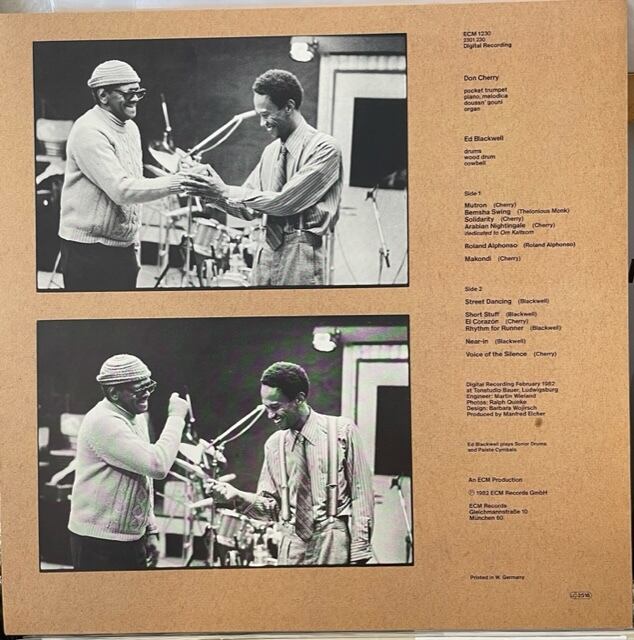 ECM 1230
2301 230
Digital Recording
Don Cherry
pocket trumpet
piano, melodica
doussn' gouni
organ
Ed Blackwell
drums
wood drum
cowbell
Side 1
Mutron (Cherry)
Bemsha Swing (Thelonious Monk)
Solidarity (Cherry)
Arabian Nightingale (Cherry)
dedicated to Om Kaltsom
Roland Alphonso (Roland Alphonso)
Makondi (Cherry)
Side 2
Street Dancing (Blackwell)
Short Stuff (Blackwell)
El Corazón (Cherry)
Rhythm for Runner (Blackwell)
Near-in (Blackwell)
Voice of the Silence (Cherry)
Digital Recording February 1982
at Tonstudio Bauer, Ludwigsburg
Engineer: Martin Wieland
Photos: Ralph Quinke
Design: Barbara Wojirsch
Produced by Manfred Eicher
Ed Blackwell plays Sonor Drums
and Paiste Cymbals
An ECM Production
℗ 1982 ECM Records GmbH
ECM Records
Gleichmannstraße 10
München 60
Printed in W. Germany